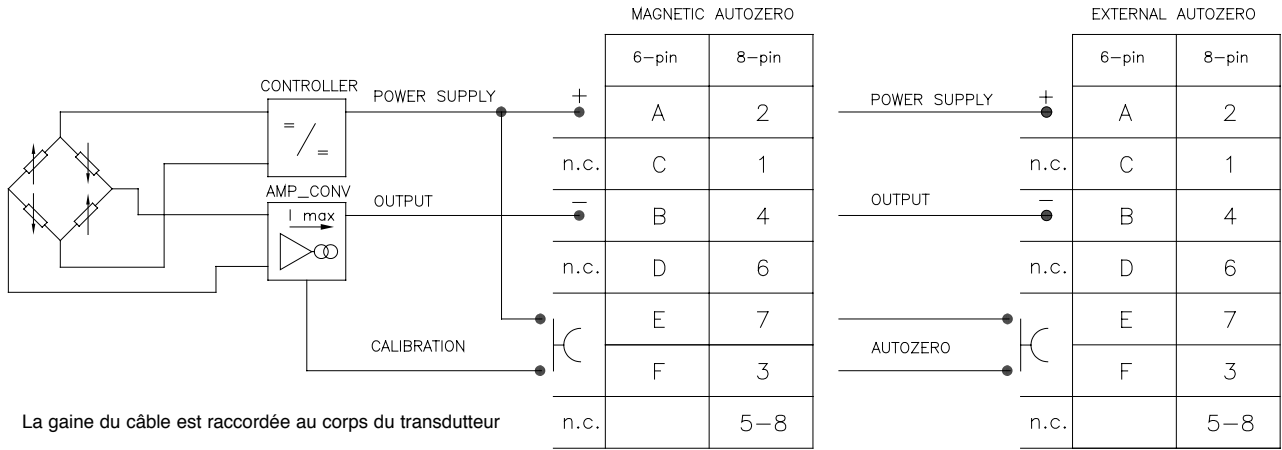 MAGNETIC AUTOZERO
EXTERNAL AUTOZERO
6-pin 8-pin
6-pin 8-pin
CONTROLLER
POWER SUPPLY
+ A 2
POWER SUPPLY
+ A 2
= / =
n.c. C 1
n.c. C 1
AMP_CONV
I max
OUTPUT
- B 4
OUTPUT
- B 4
n.c. D 6
n.c. D 6
E 7
E 7
CALIBRATION
AUTOZERO
F 3
F 3
La gaine du câble est raccordée au corps du transdutteur
n.c. 5-8
n.c. 5-8